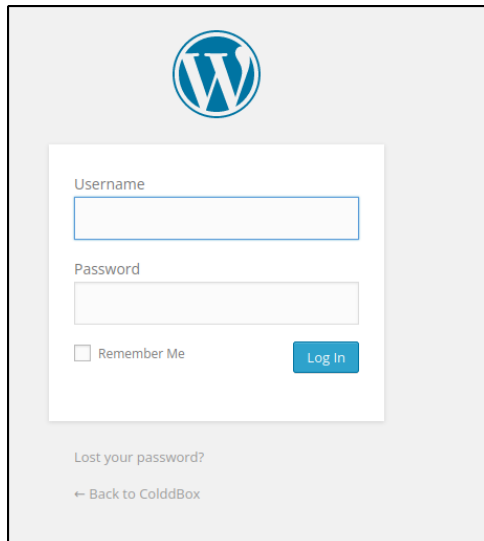 Username
Password
Remember Me
Log In
Lost your password?
← Back to ColddBox